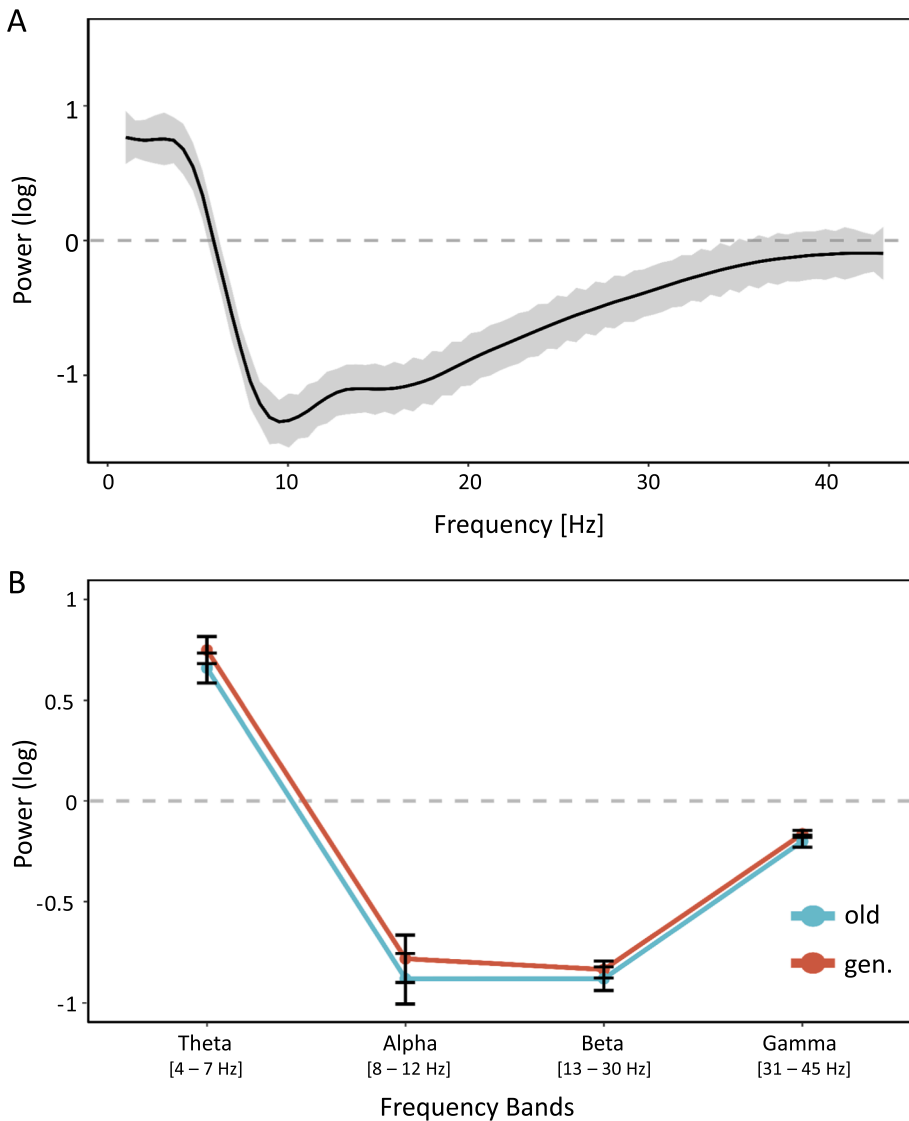 A
Power (log)
1
0
-1
0 10 20 30 40
Frequency [Hz]
B
Power (log)
1
0.5
0
-0.5
-1
old
gen.
Theta Alpha Beta Gamma
[4 – 7 Hz] [8 – 12 Hz] [13 – 30 Hz] [31 – 45 Hz]
Frequency Bands